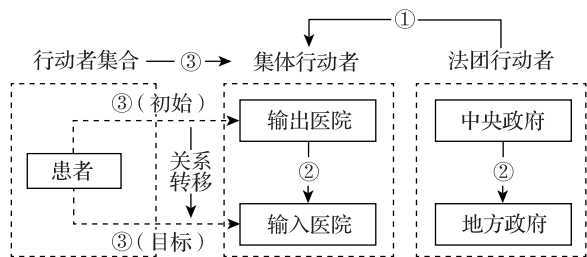 ①
行动者集合 ③ 集体行动者 法团行动者
③(初始)
输出医院
中央政府
患者
关系
转移
②
②
输入医院
地方政府
③(目标)